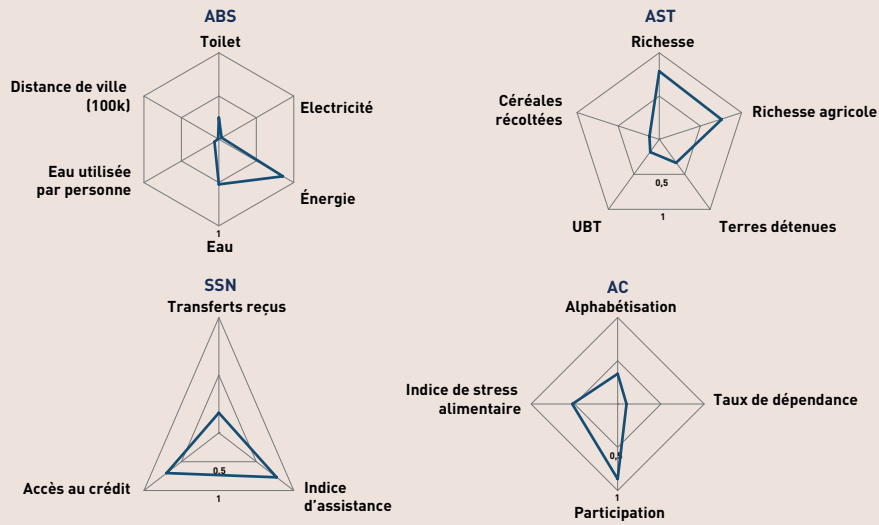 ABS
Toilet
Distance de ville
(100k)
Electricité
Eau utilisée
par personne
Énergie
1
Eau
AST
Richesse
Céréales
récoltées
Richesse agricole
0,5
UBT
1
Terres détenues
SSN
Transferts reçus
0.5
Accès au crédit
1
Indice
d'assistance
AC
Alphabétisation
Indice de stress
alimentaire
Taux de dépendance
0,5
1
Participation